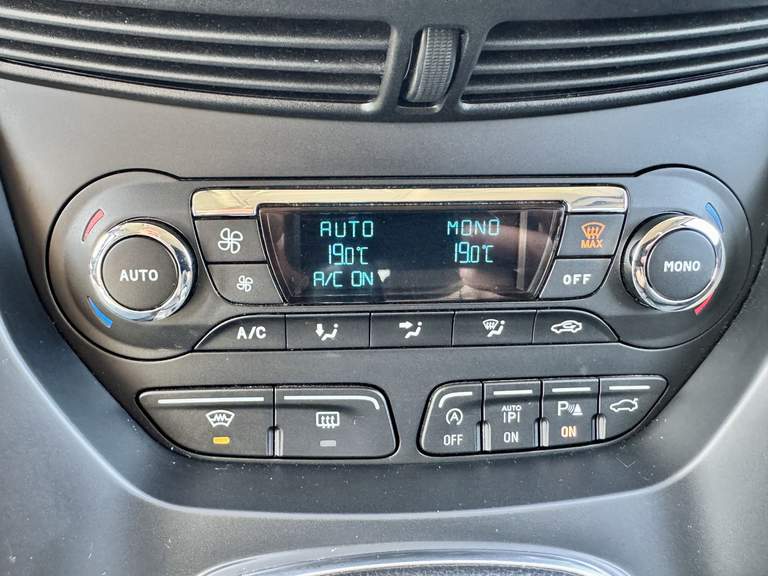 AUTO MONO
19.0°C 19.0°C
A/C ON
MAX
AUTO
MONO
OFF
A/C
A
OFF
AUTO
P
ON
P
ON